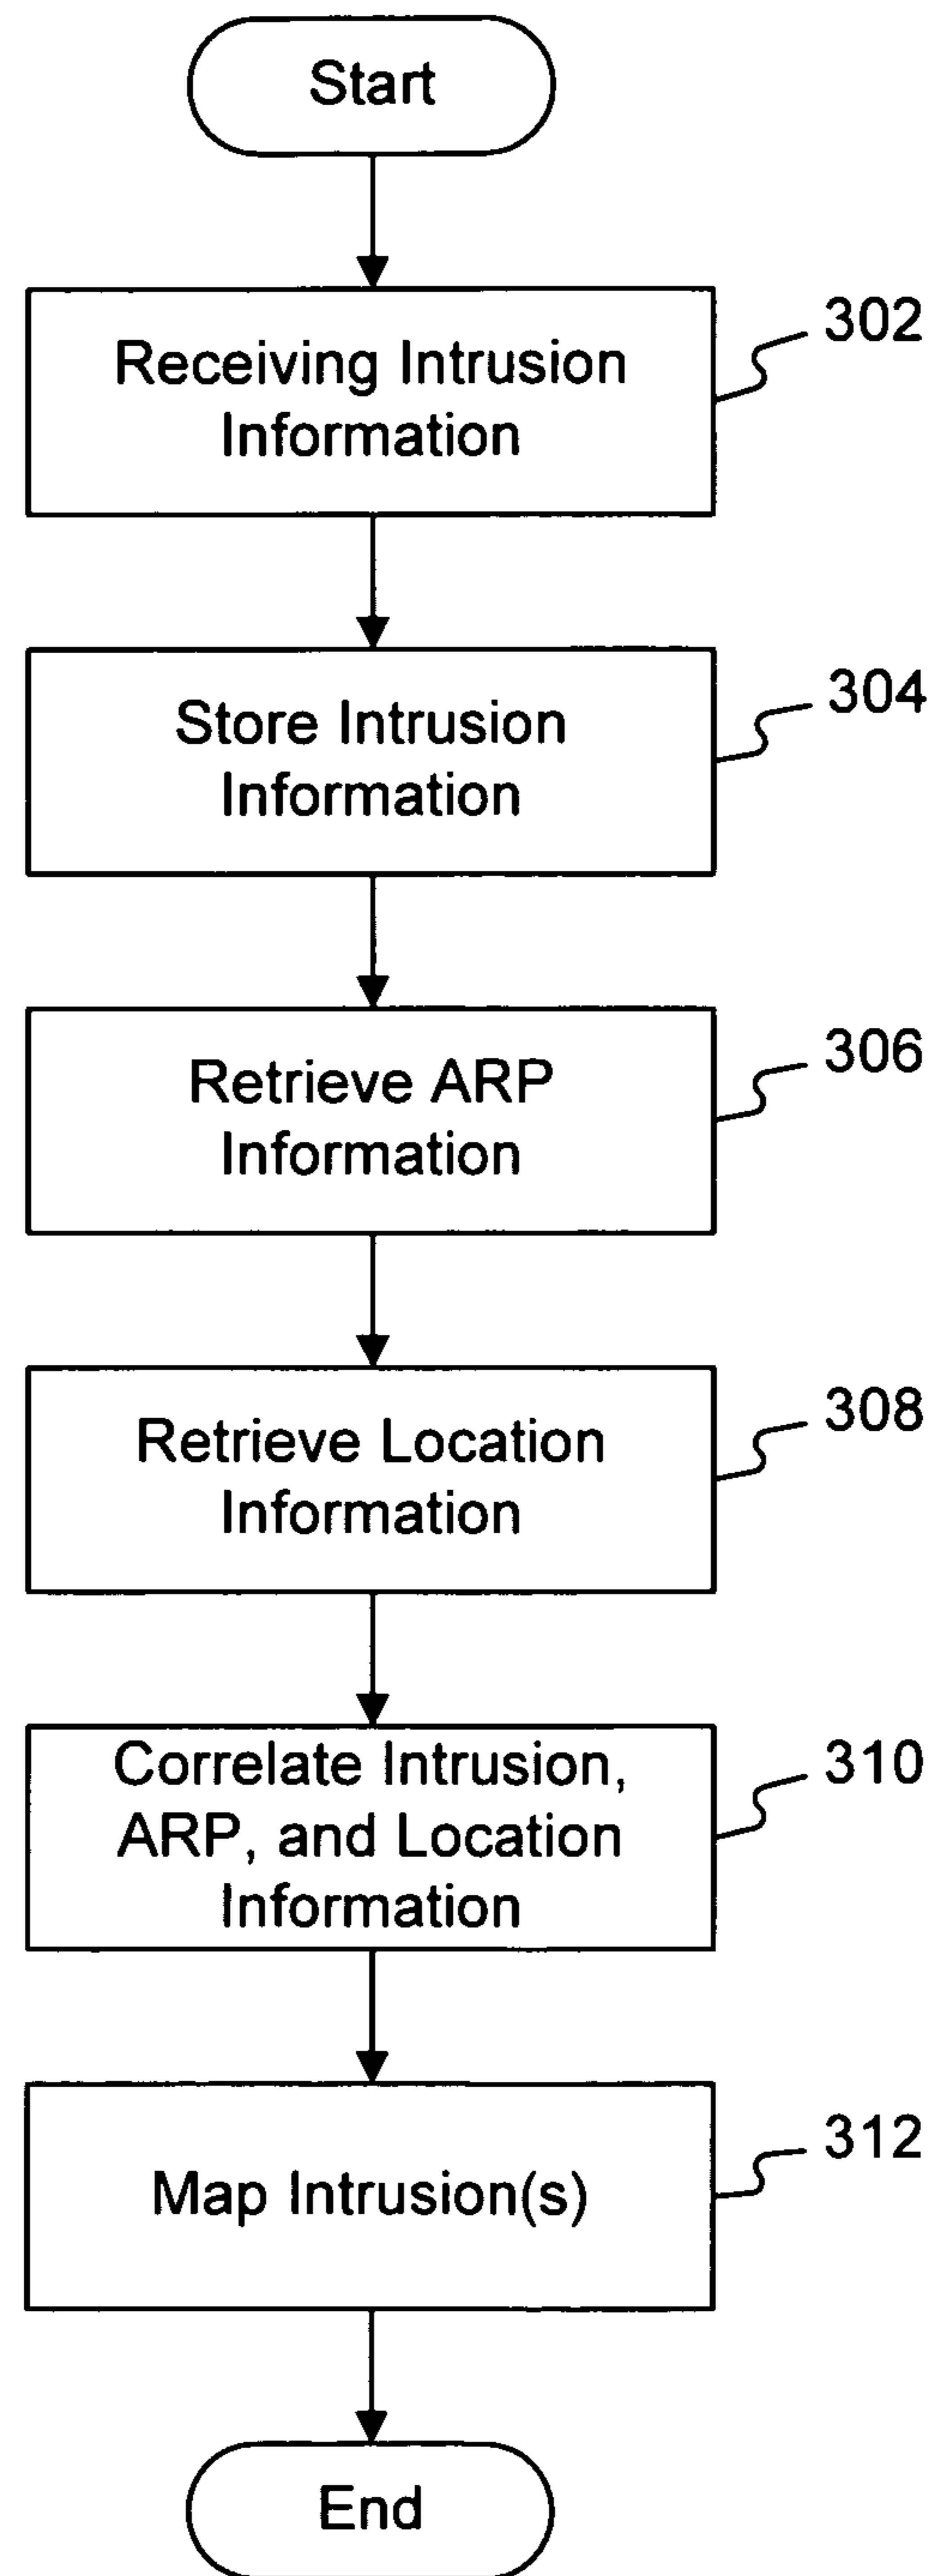 Start
Receiving Intrusion
Information
302
Store Intrusion
Information
304
Retrieve ARP
Information
306
Retrieve Location
Information
308
Correlate Intrusion,
ARP, and Location
Information
310
Map Intrusion(s)
312
End